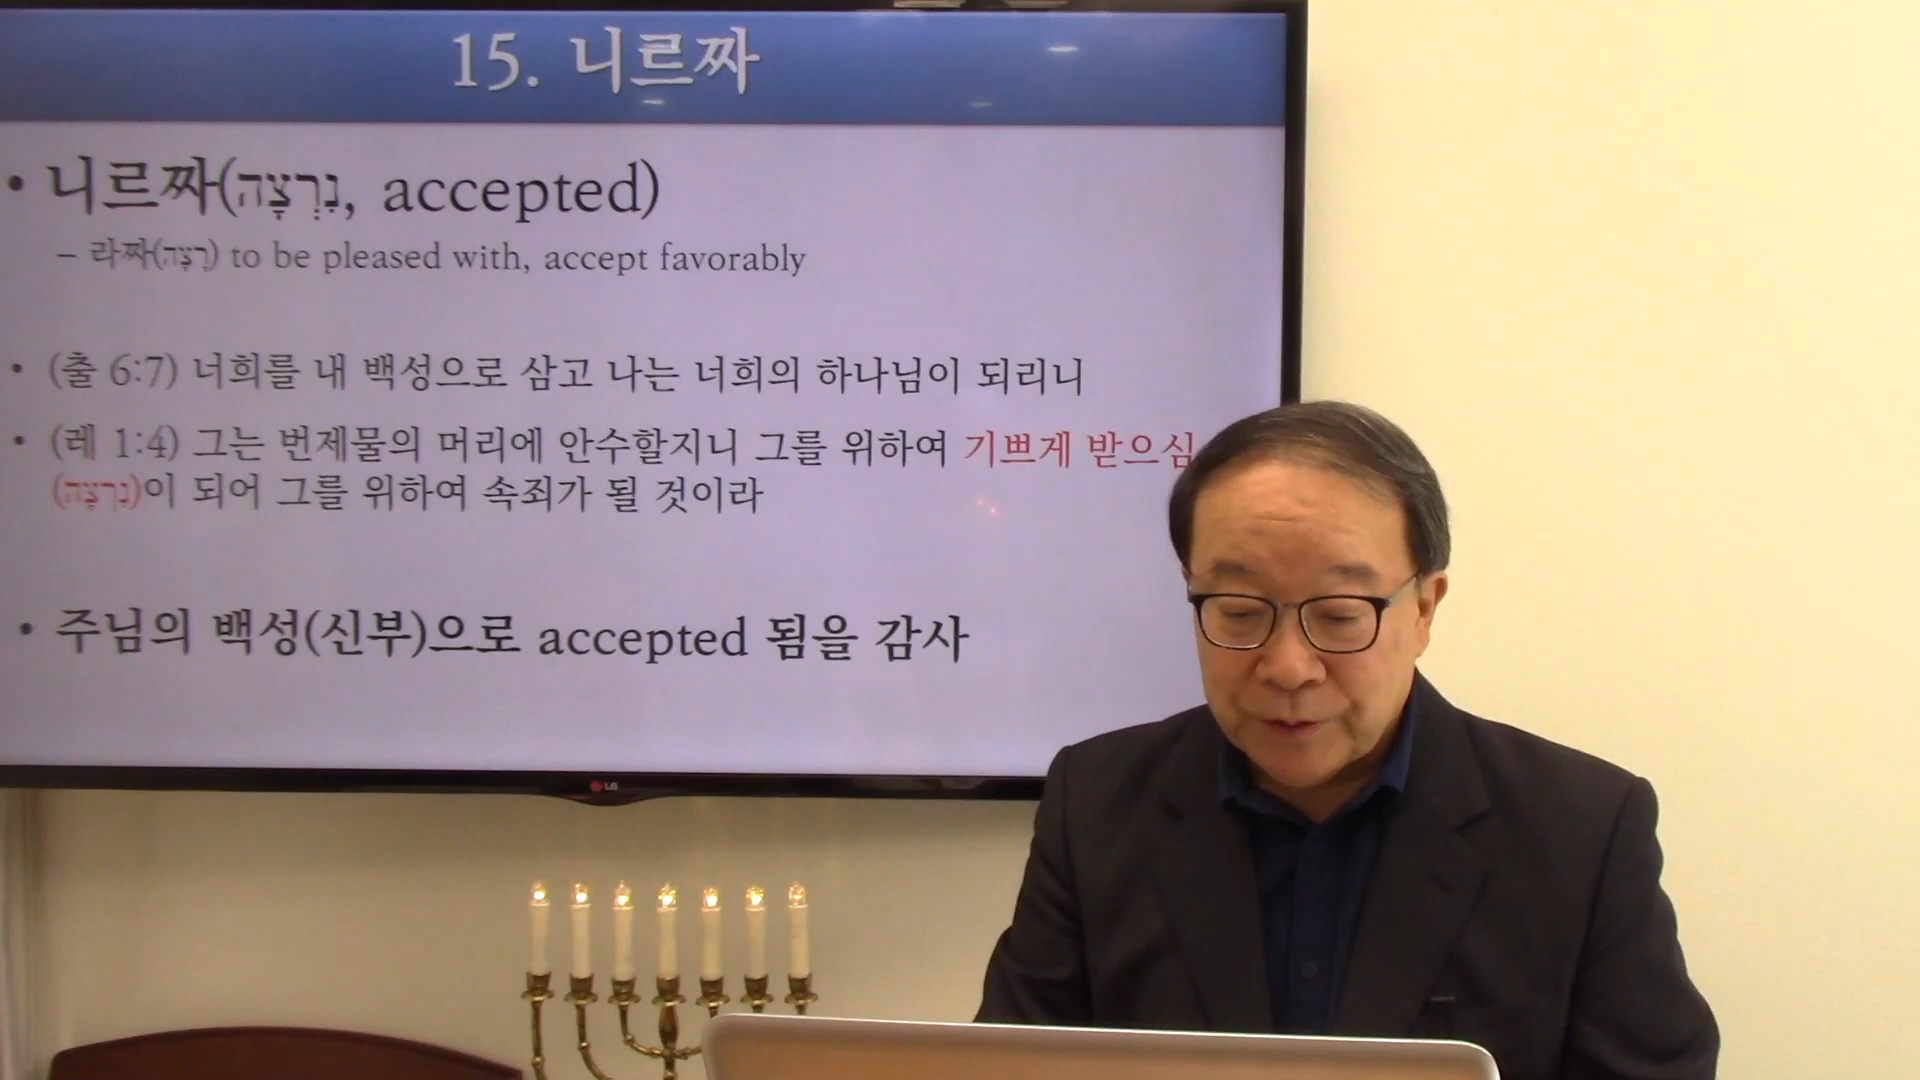 15. 니르짜
• 니르짜(נִרְצָה, accepted)
– 라짜(רָצָה) to be pleased with, accept favorably
• (출 6:7) 너희를 내 백성으로 삼고 나는 너희의 하나님이 되리니
• (레 1:4) 그는 번제물의 머리에 안수할지니 그를 위하여 기쁘게 받으심
(נִרְצָה)이 되어 그를 위하여 속죄가 될 것이라
• 주님의 백성(신부)으로 accepted 됨을 감사
LG